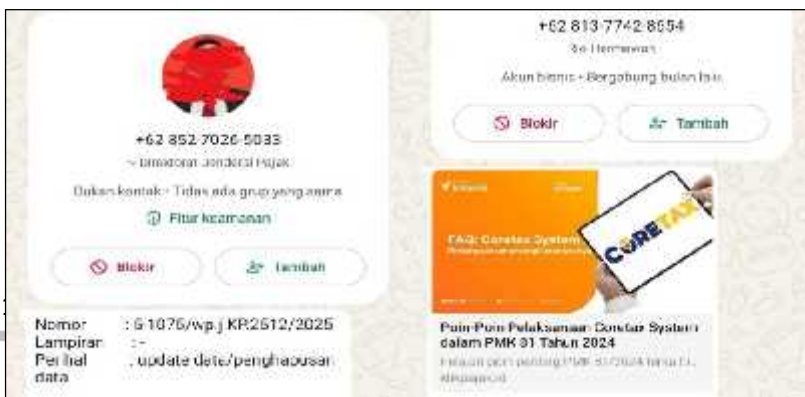 +62 852-7026-5033
~ Direktorat Jenderal Pajak
Bukan kontak • Tidak ada grup yang sama
Fitur keamanan
Blokir
Tambah
Nomor : S-1076/wp.j.KP.2512/2025
Lampiran : -
Perihal : update data/penghapusan
data
+62 813-7742-8654
Akun bisnis • Bergabung bulan lalu
Blokir
Tambah
FAQ: Coretax System
CORETAX
Poin-Poin Pelaksanaan Coretax System
dalam PMK 81 Tahun 2024